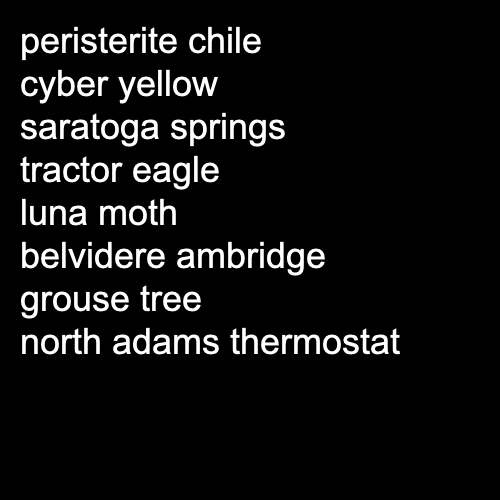 peristerite chile
cyber yellow
saratoga springs
tractor eagle
luna moth
belvidere ambridge
grouse tree
north adams thermostat